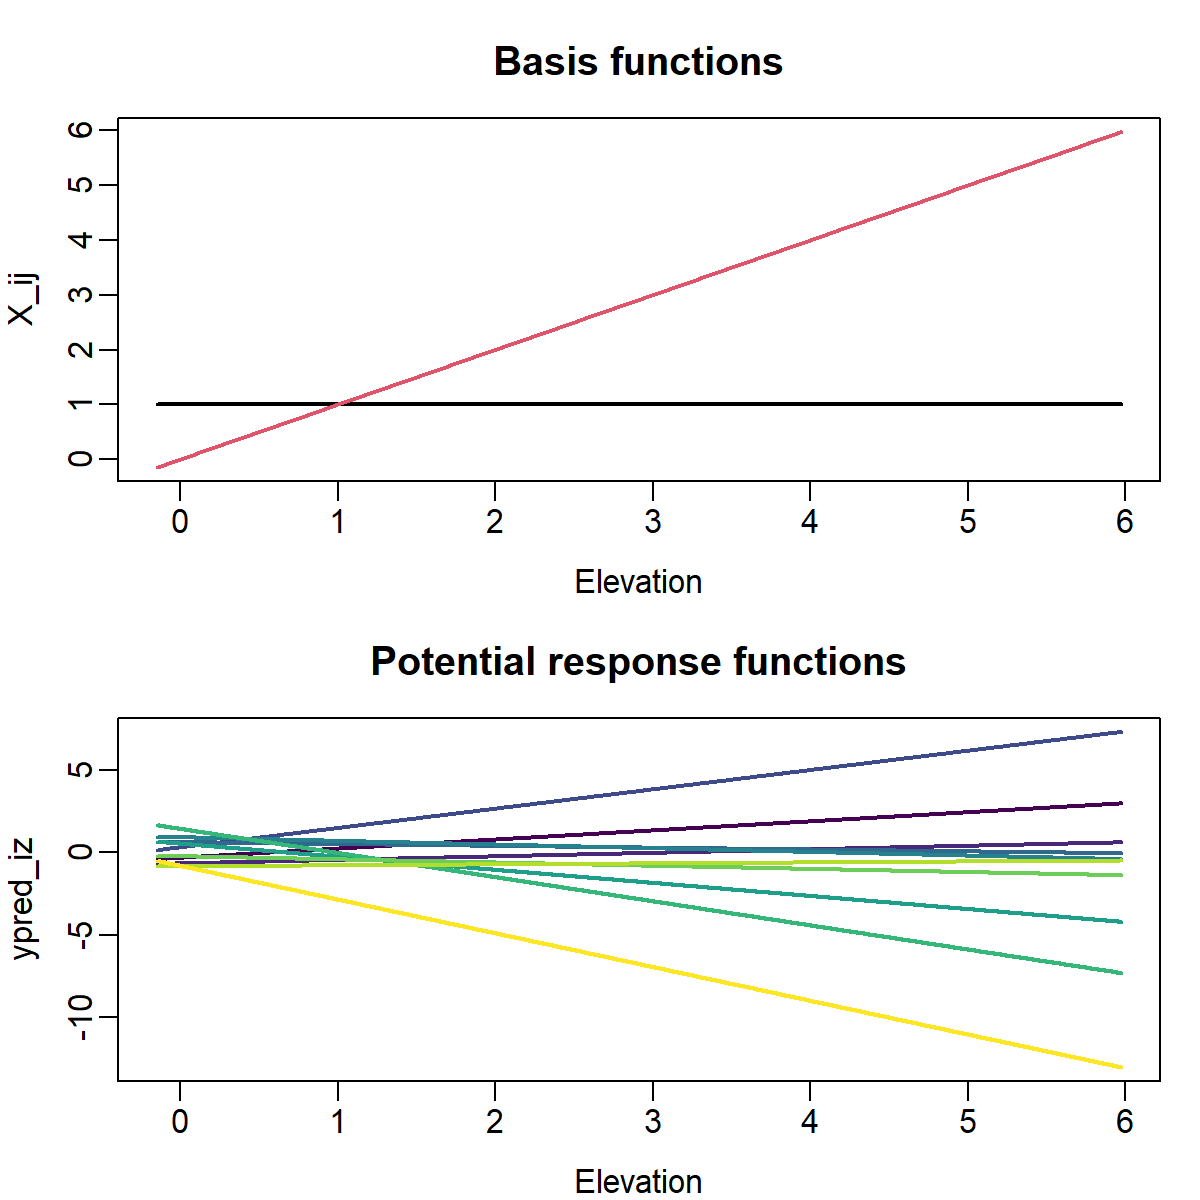 Basis functions
X_ij
6
5
4
3
2
1
0
0 1 2 3 4 5 6
Elevation
Potential response functions
ypred_iz
5
0
-5
-10
0 1 2 3 4 5 6
Elevation